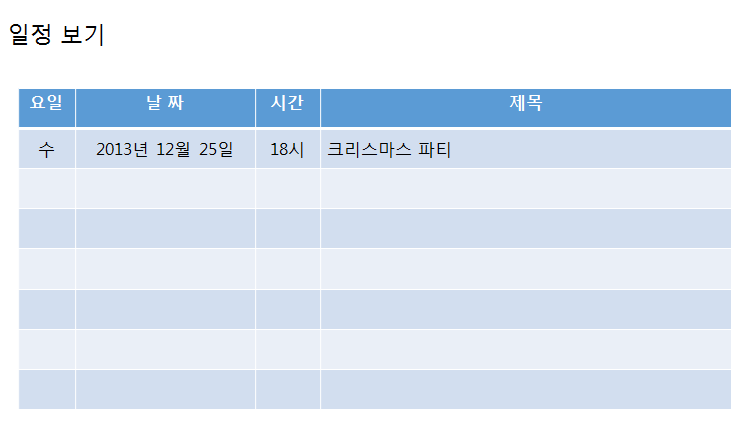 일정 보기
요일 날 짜 시간 제목
수 2013년 12월 25일 18시 크리스마스 파티